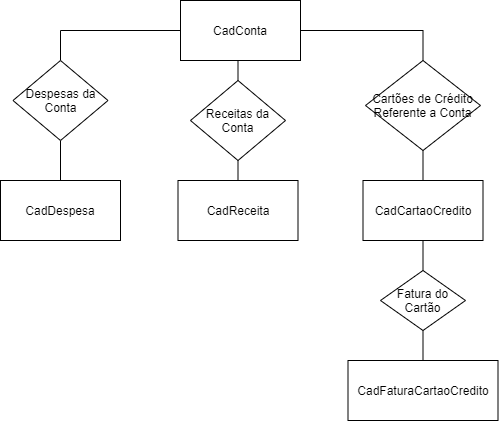 CadConta
Despesas da
Conta
Receitas da
Conta
Cartões de Crédito
Referente a Conta
CadDespesa
CadReceita
CadCartaoCredito
Fatura do
Cartão
CadFaturaCartaoCredito